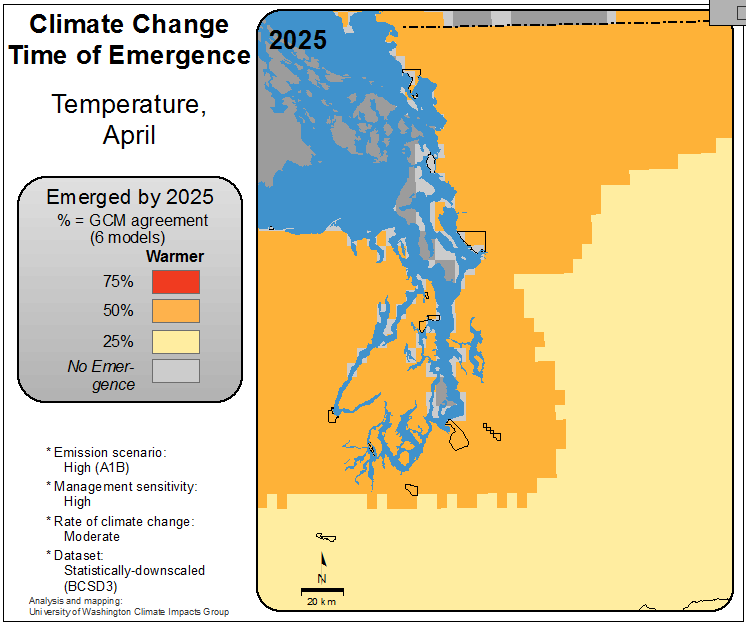 Climate Change
Time of Emergence
Temperature,
April
Emerged by 2025
% = GCM agreement
(6 models)
Warmer
75%
50%
25%
No Emer-
gence
* Emission scenario:
High (A1B)
* Management sensitivity:
High
* Rate of climate change:
Moderate
* Dataset:
Statistically-downscaled
(BCSD3)
Analysis and mapping:
University of Washington Climate Impacts Group
2025
N
20 km